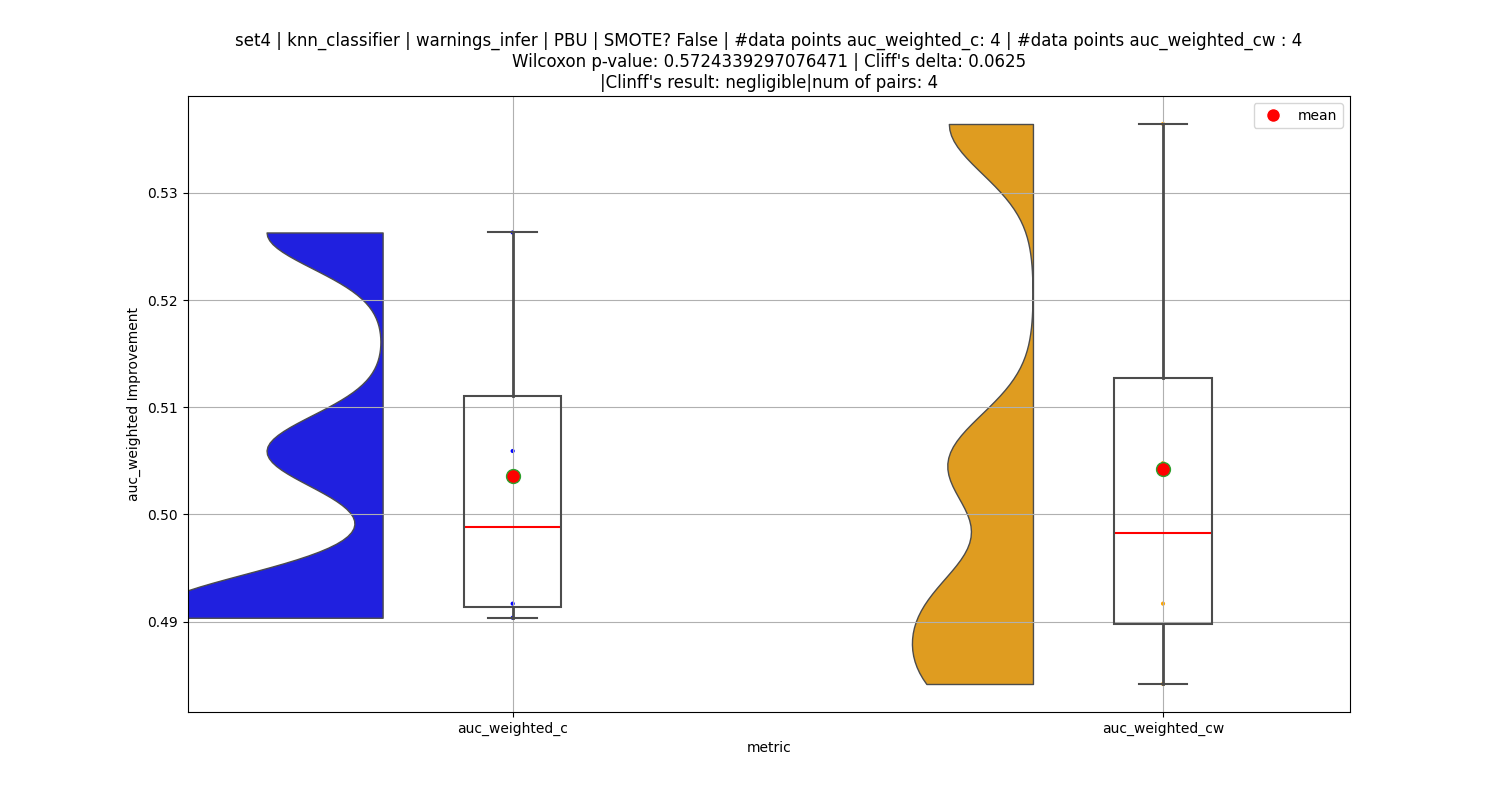 set4 | knn_classifier | warnings_infer | PBU | SMOTE? False | #data points auc_weighted_c: 4 | #data points auc_weighted_cw : 4
Wilcoxon p-value: 0.5724339297076471 | Cliff's delta: 0.0625
|Clinff's result: negligible|num of pairs: 4
mean
0.53
0.52
0.51
0.50
0.49
auc_weighted Improvement
auc_weighted_c
auc_weighted_cw
metric